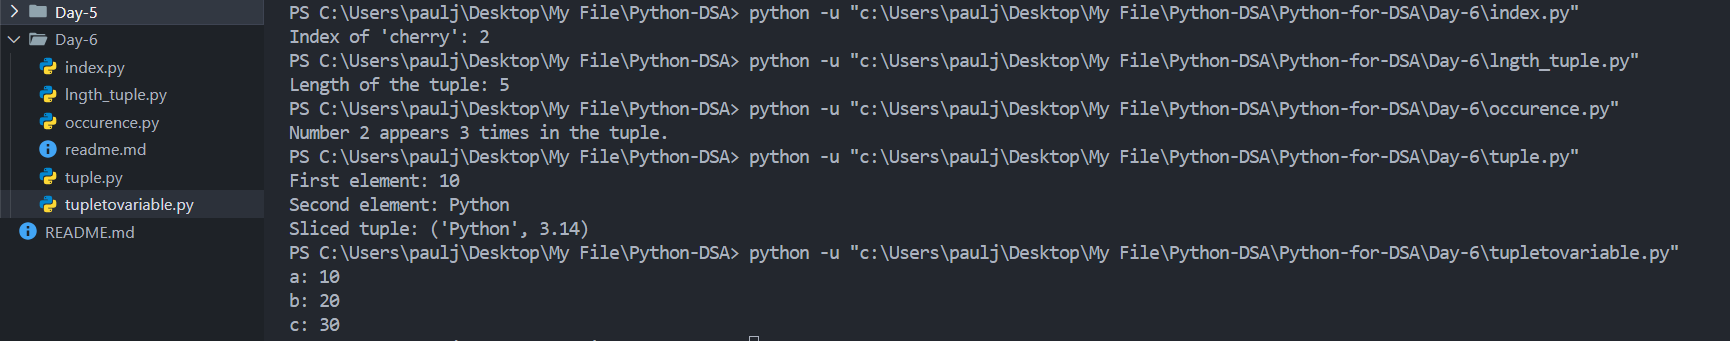 Day-5
Day-6
index.py
lngth_tuple.py
occurence.py
readme.md
tuple.py
tupletovariable.py
README.md
PS C:\Users\paulj\Desktop\My File\Python-DSA> python -u "c:\Users\paulj\Desktop\My File\Python-DSA\Python-for-DSA\Day-6\index.py"
Index of 'cherry': 2
PS C:\Users\paulj\Desktop\My File\Python-DSA> python -u "c:\Users\paulj\Desktop\My File\Python-DSA\Python-for-DSA\Day-6\lngth_tuple.py"
Length of the tuple: 5
PS C:\Users\paulj\Desktop\My File\Python-DSA> python -u "c:\Users\paulj\Desktop\My File\Python-DSA\Python-for-DSA\Day-6\occurence.py"
Number 2 appears 3 times in the tuple.
PS C:\Users\paulj\Desktop\My File\Python-DSA> python -u "c:\Users\paulj\Desktop\My File\Python-DSA\Python-for-DSA\Day-6\tuple.py"
First element: 10
Second element: Python
Sliced tuple: ('Python', 3.14)
PS C:\Users\paulj\Desktop\My File\Python-DSA> python -u "c:\Users\paulj\Desktop\My File\Python-DSA\Python-for-DSA\Day-6\tupletovariable.py"
a: 10
b: 20
c: 30